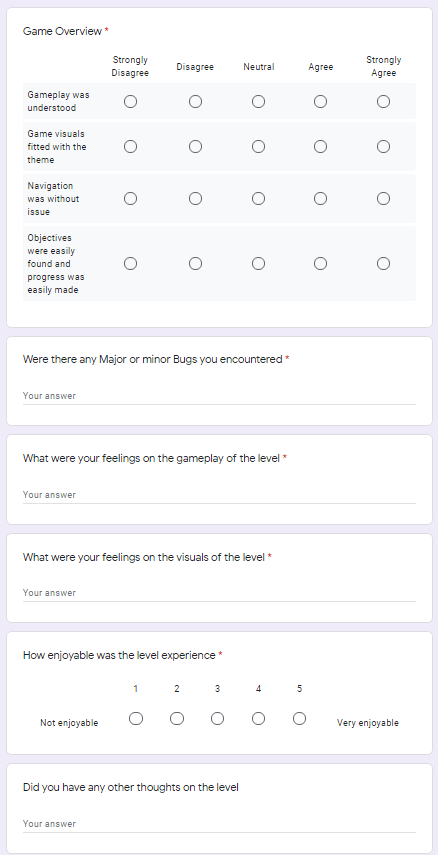 Game Overview *
Strongly Disagree Disagree Neutral Agree Strongly Agree
Gameplay was
understood
Game visuals
fitted with the
theme
Navigation
was without
issue
Objectives
were easily
found and
progress was
easily made
Were there any Major or minor Bugs you encountered *
Your answer
What were your feelings on the gameplay of the level *
Your answer
What were your feelings on the visuals of the level *
Your answer
How enjoyable was the level experience *
1 2 3 4 5
Not enjoyable Very enjoyable
Did you have any other thoughts on the level
Your answer